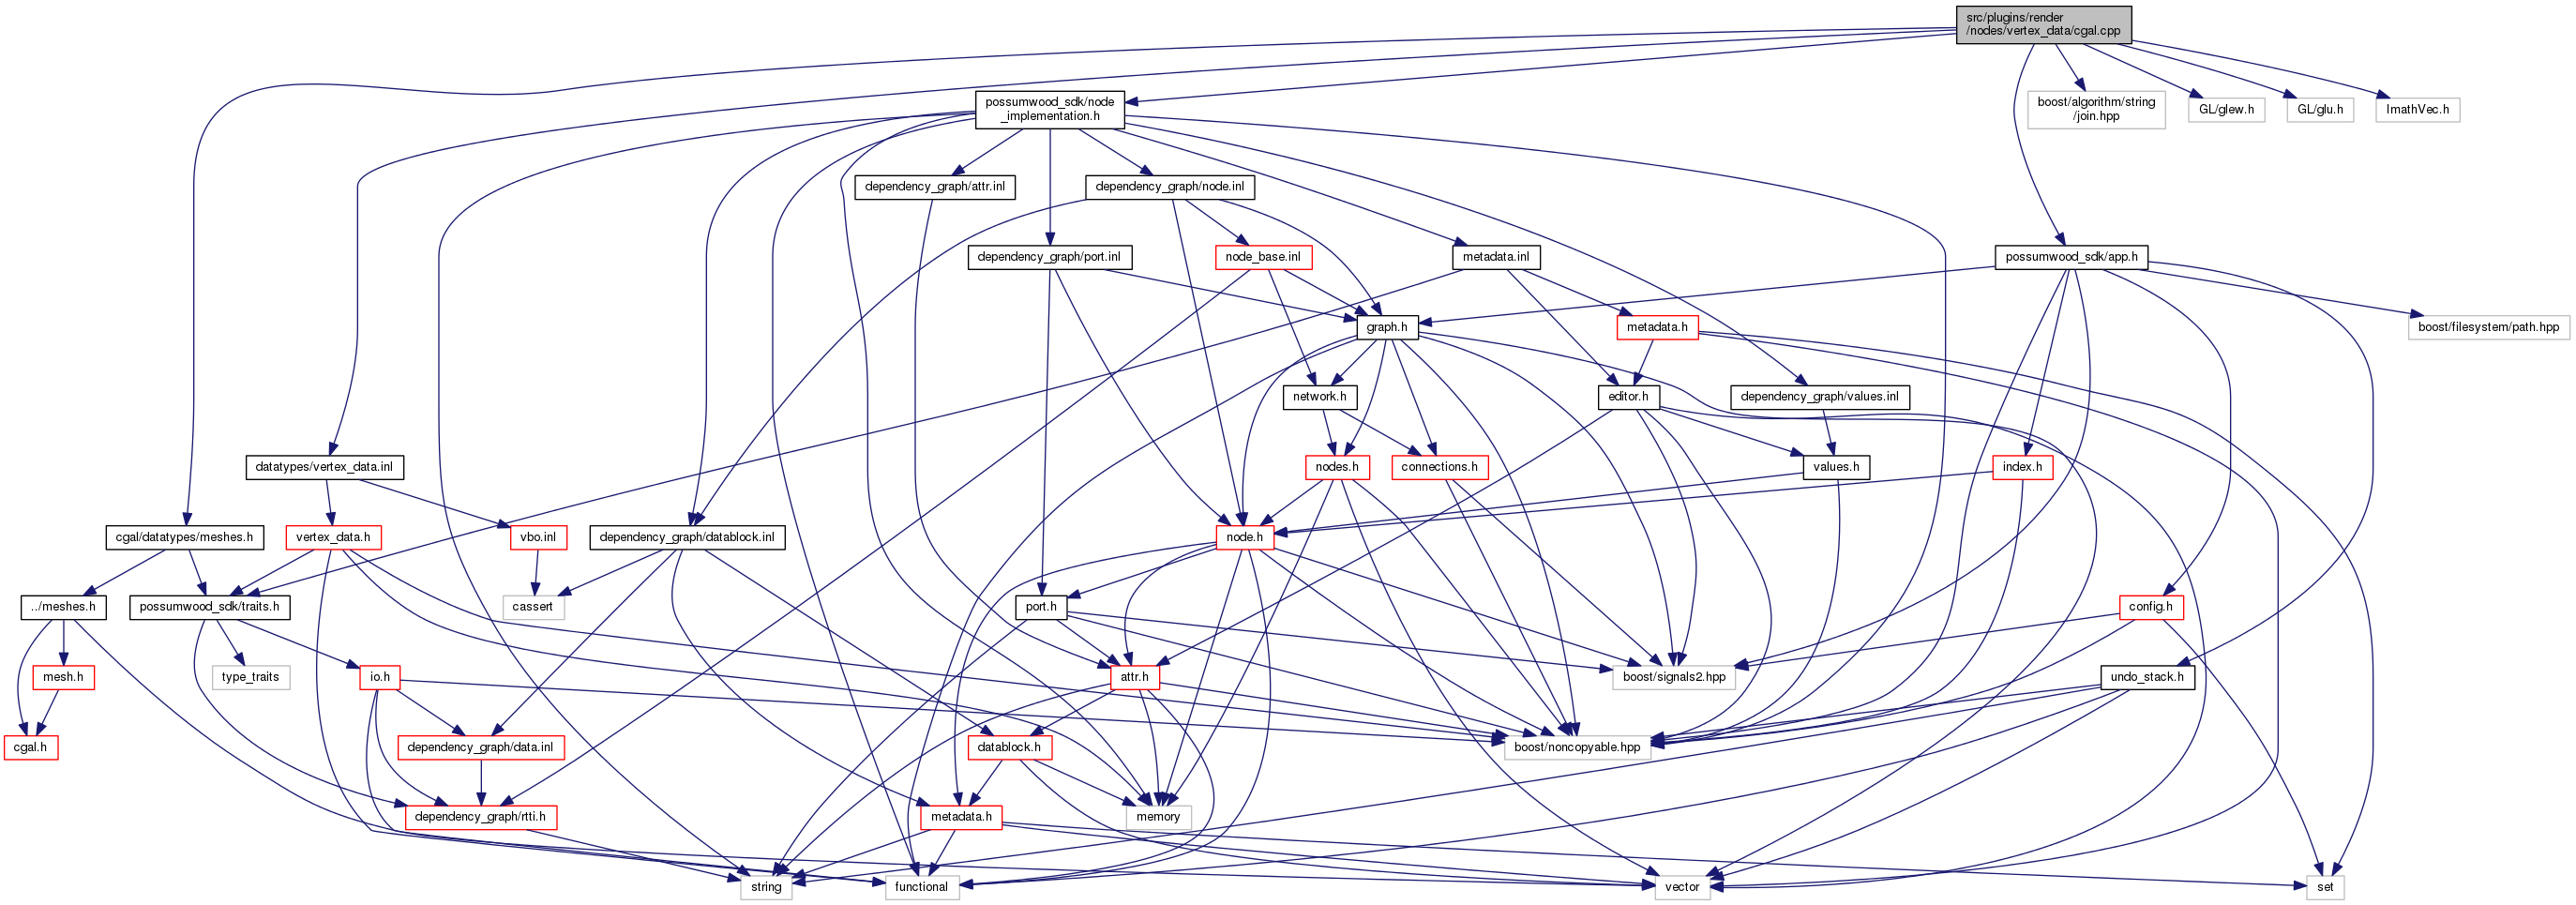 src/plugins/render
/nodes/vertex_data/cgal.cpp
possumwood_sdk/node
_implementation.h
boost/algorithm/string
/join.hpp
GL/glew.h
GL/glu.h
ImathVec.h
dependency_graph/attr.inl
dependency_graph/node.inl
dependency_graph/port.inl
node_base.inl
metadata.inl
possumwood_sdk/app.h
graph.h
metadata.h
boost/filesystem/path.hpp
network.h
editor.h
dependency_graph/values.inl
datatypes/vertex_data.inl
nodes.h
connections.h
values.h
index.h
cgal/datatypes/meshes.h
vertex_data.h
vbo.inl
dependency_graph/datablock.inl
node.h
../meshes.h
possumwood_sdk/traits.h
cassert
port.h
config.h
mesh.h
type_traits
io.h
attr.h
boost/signals2.hpp
undo_stack.h
cgal.h
dependency_graph/data.inl
datablock.h
boost/noncopyable.hpp
dependency_graph/rtti.h
metadata.h
memory
string
functional
vector
set